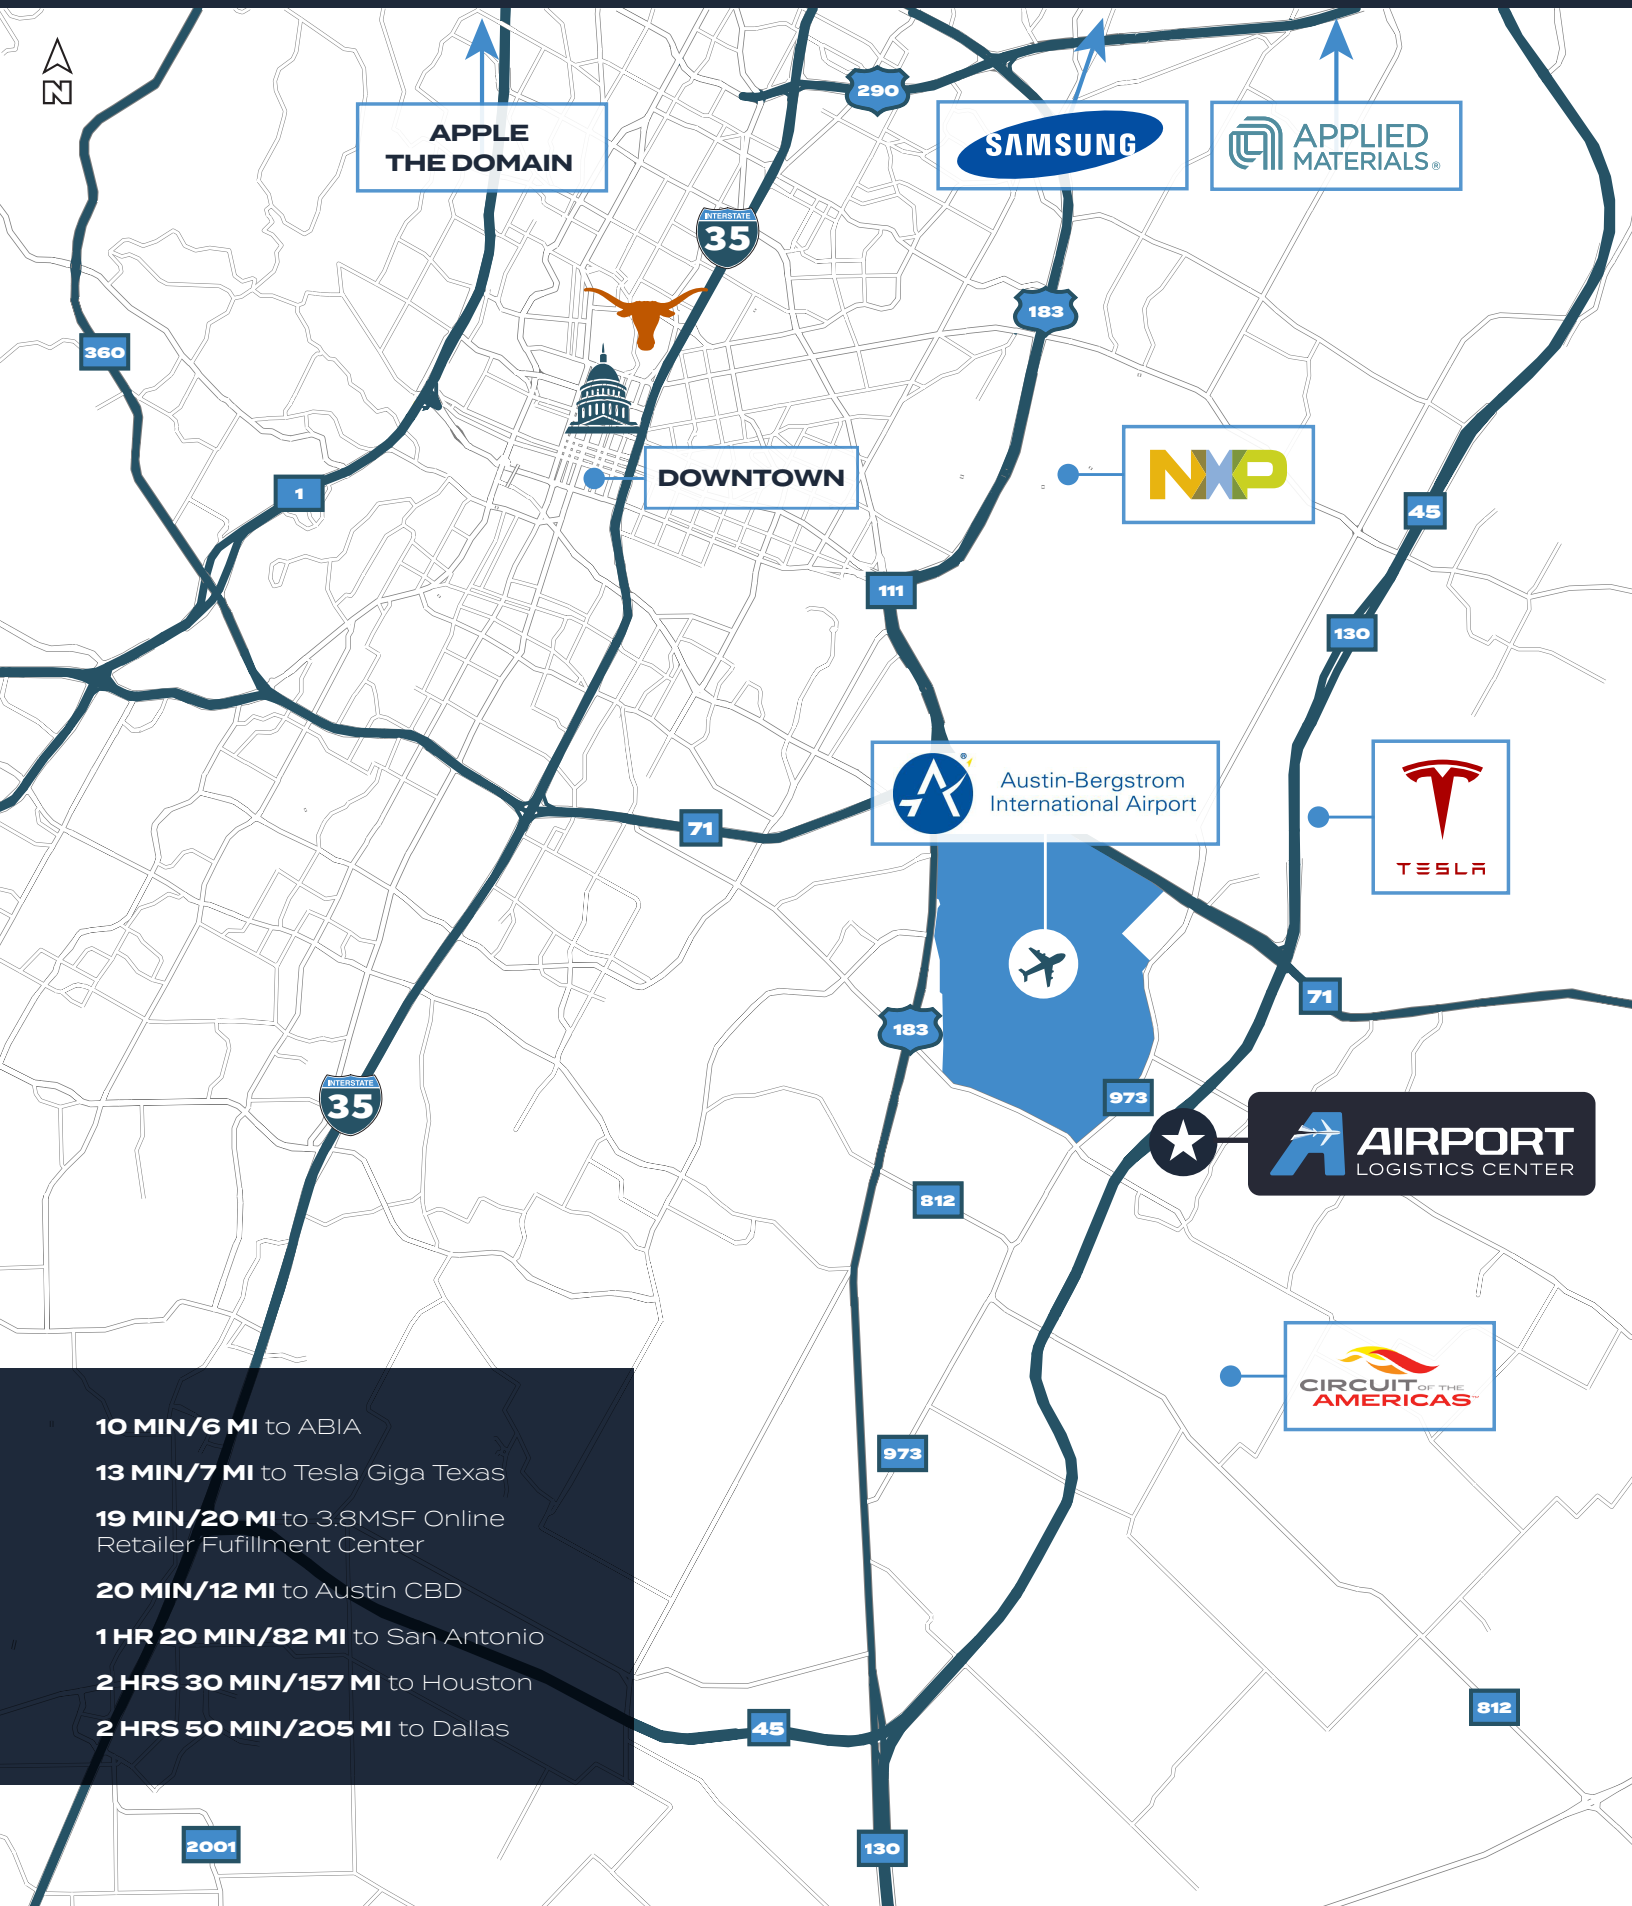 N
290
APPLE
THE DOMAIN
SAMSUNG
APPLIED
MATERIALS®
INTERSTATE
35
183
360
DOWNTOWN
NXP
1
45
111
130
Austin-Bergstrom
International Airport
®
TESLA
71
71
183
973
INTERSTATE
35
AIRPORT
LOGISTICS CENTER
812
CIRCUIT OF THE
AMERICAS™
10 MIN/6 MI to ABIA
13 MIN/7 MI to Tesla Giga Texas
19 MIN/20 MI to 3.8MSF Online
Retailer Fufillment Center
20 MIN/12 MI to Austin CBD
1 HR 20 MIN/82 MI to San Antonio
2 HRS 30 MIN/157 MI to Houston
2 HRS 50 MIN/205 MI to Dallas
973
812
45
2001
130